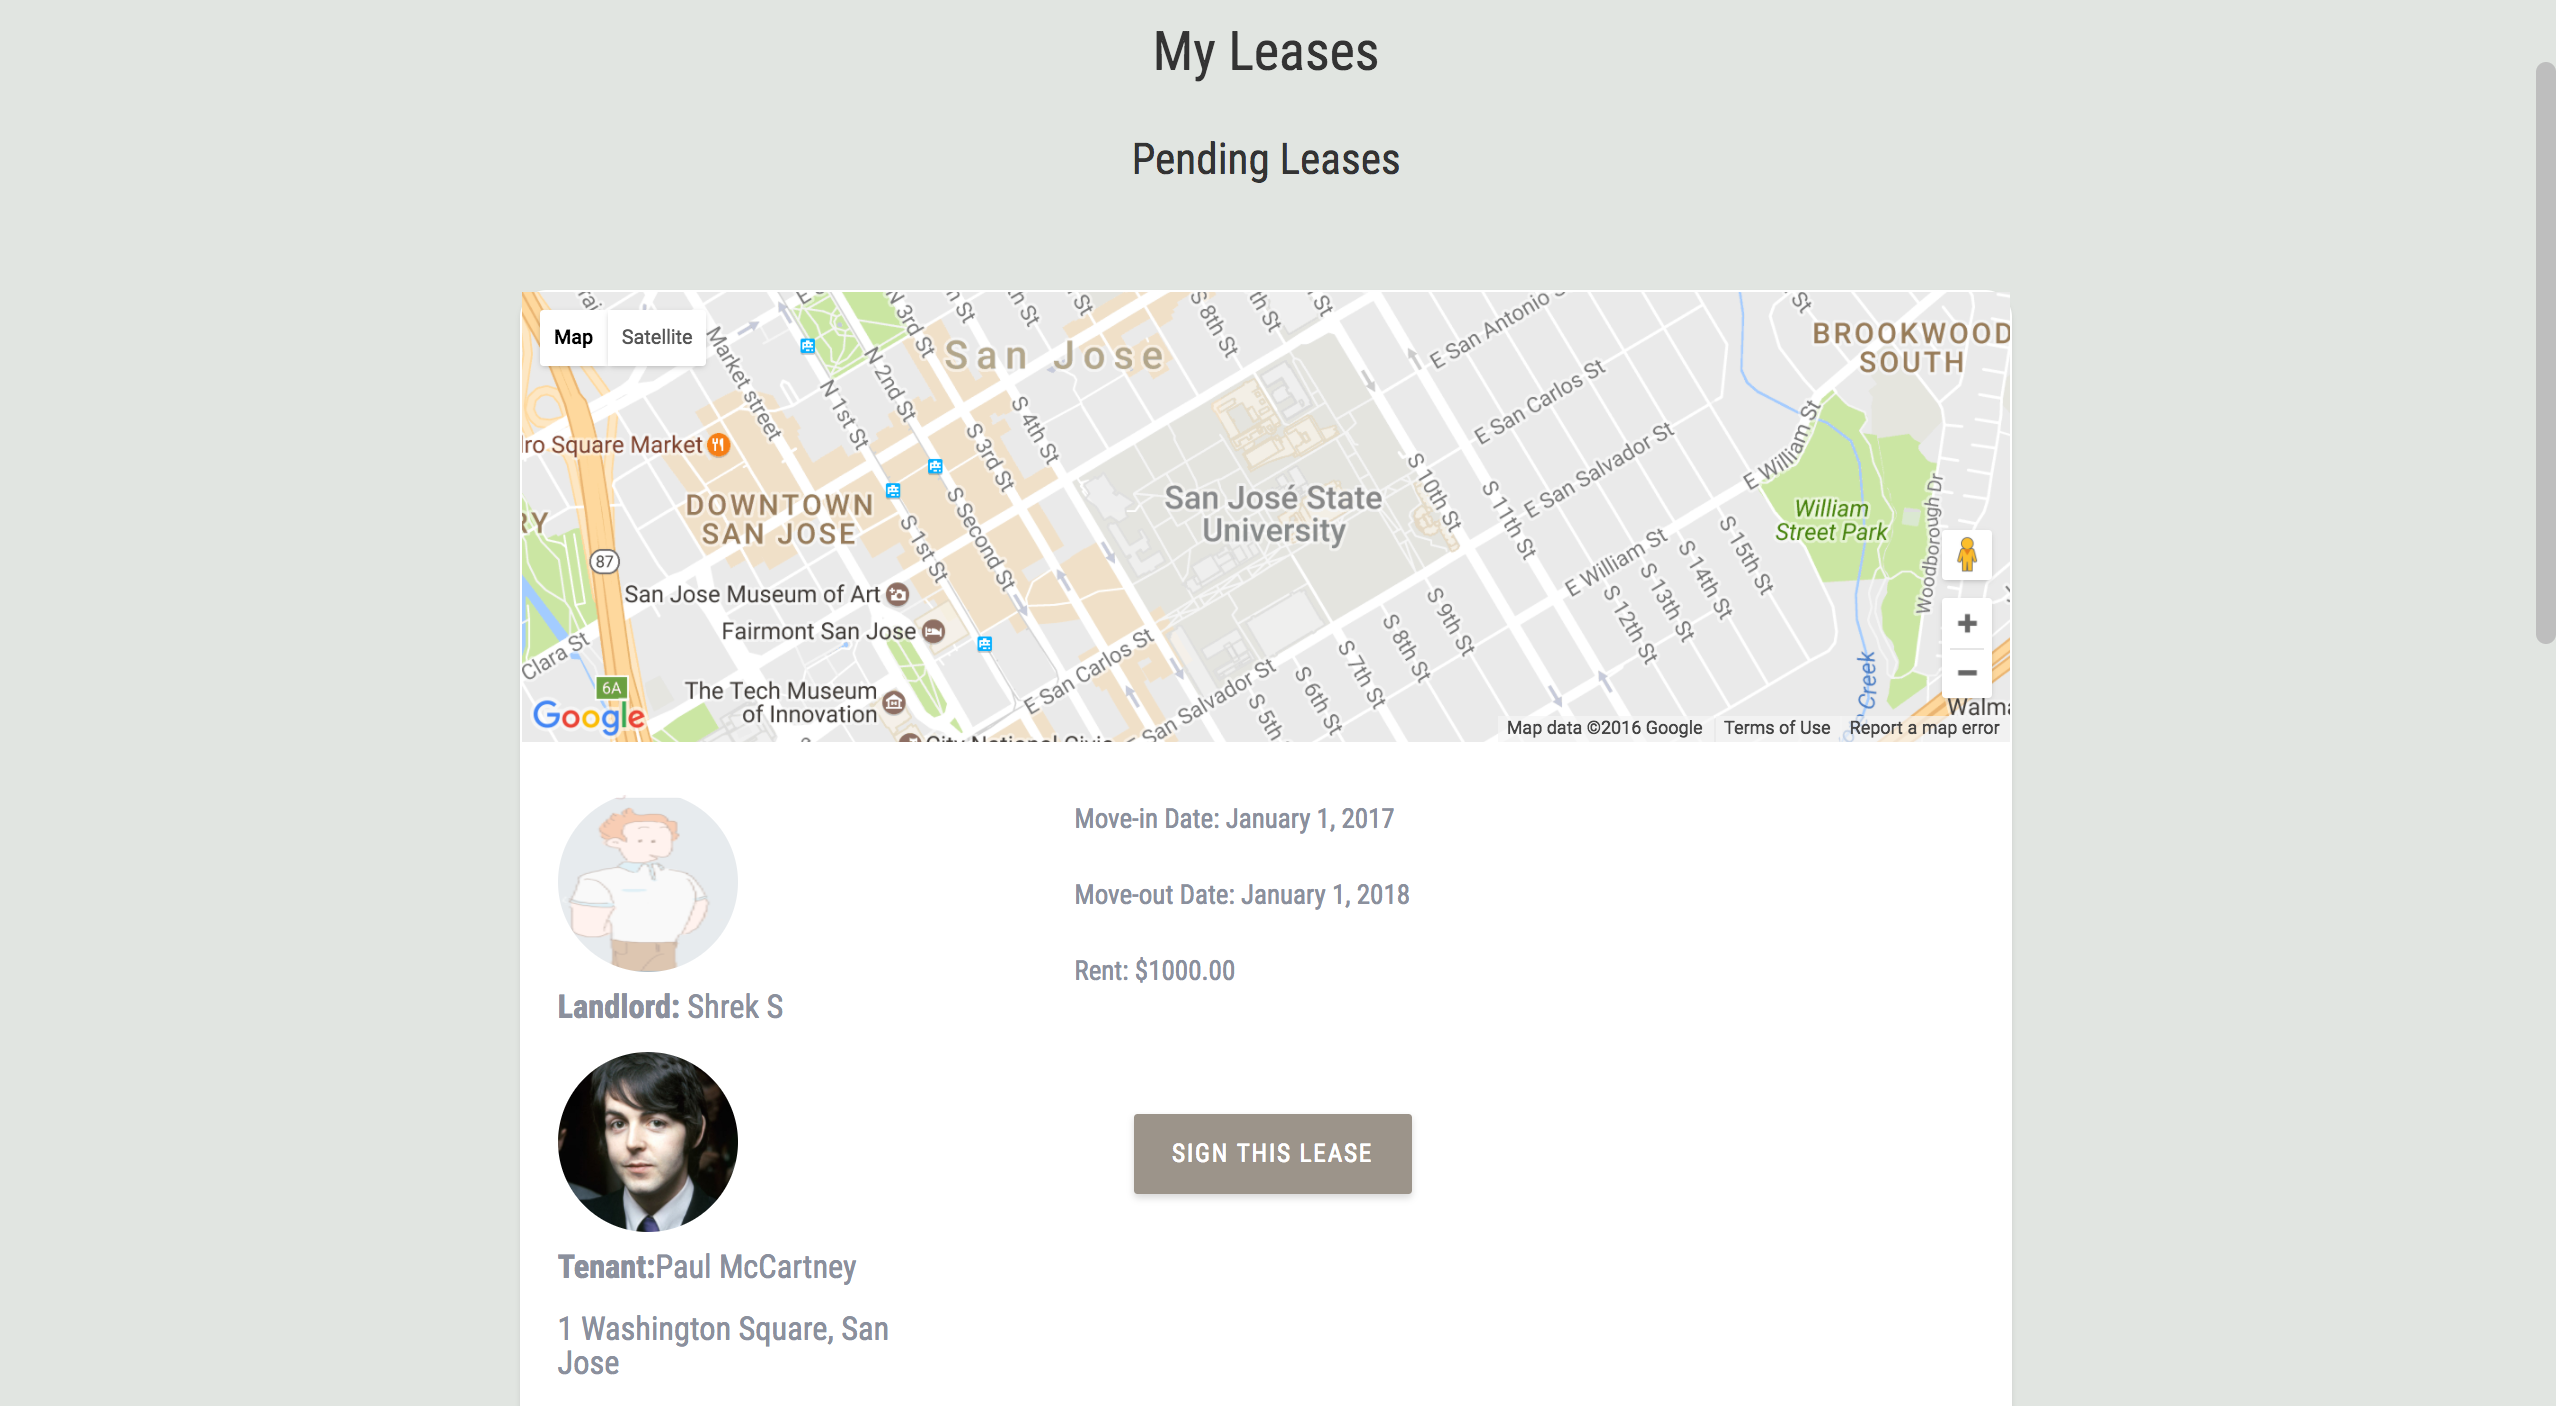 My Leases
Pending Leases
Map
Satellite
San Jose
BROOKWOOD
SOUTH
N 3rd St
S 8th St
E San Antonio S
Market street
N 1st St
N 2nd St
S 3rd St
S 4th St
E San Carlos St
E San Salvador St
E William St
Square Market
DOWNTOWN
SAN JOSE
S 1st St
S Second St
San José State
University
S 10th St
S 11th St
William
Street Park
Woodborough Dr
87
San Jose Museum of Art
Fairmont San Jose
E William St
S 12th St
S 13th St
S 14th St
S 15th St
S 9th St
S 8th St
S 7th St
S 6th St
S 5th
Clara St
6A
The Tech Museum
of Innovation
E San Carlos St
San Salvador St
Creek
Google
Map data ©2016 Google
Terms of Use
Report a map error
Move-in Date: January 1, 2017
Move-out Date: January 1, 2018
Rent: $1000.00
Landlord: Shrek S
SIGN THIS LEASE
Tenant:Paul McCartney
1 Washington Square, San
Jose